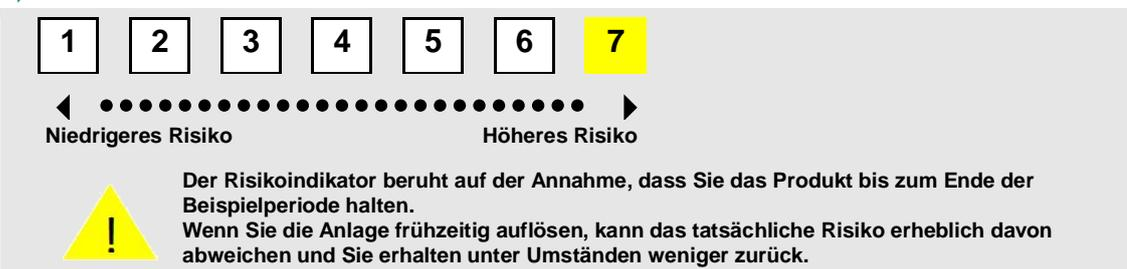 1 2 3 4 5 6 7
Niedrigeres Risiko Höheres Risiko
Der Risikoindikator beruht auf der Annahme, dass Sie das Produkt bis zum Ende der
Beispielperiode halten.
! Wenn Sie die Anlage frühzeitig auflösen, kann das tatsächliche Risiko erheblich davon
abweichen und Sie erhalten unter Umständen weniger zurück.